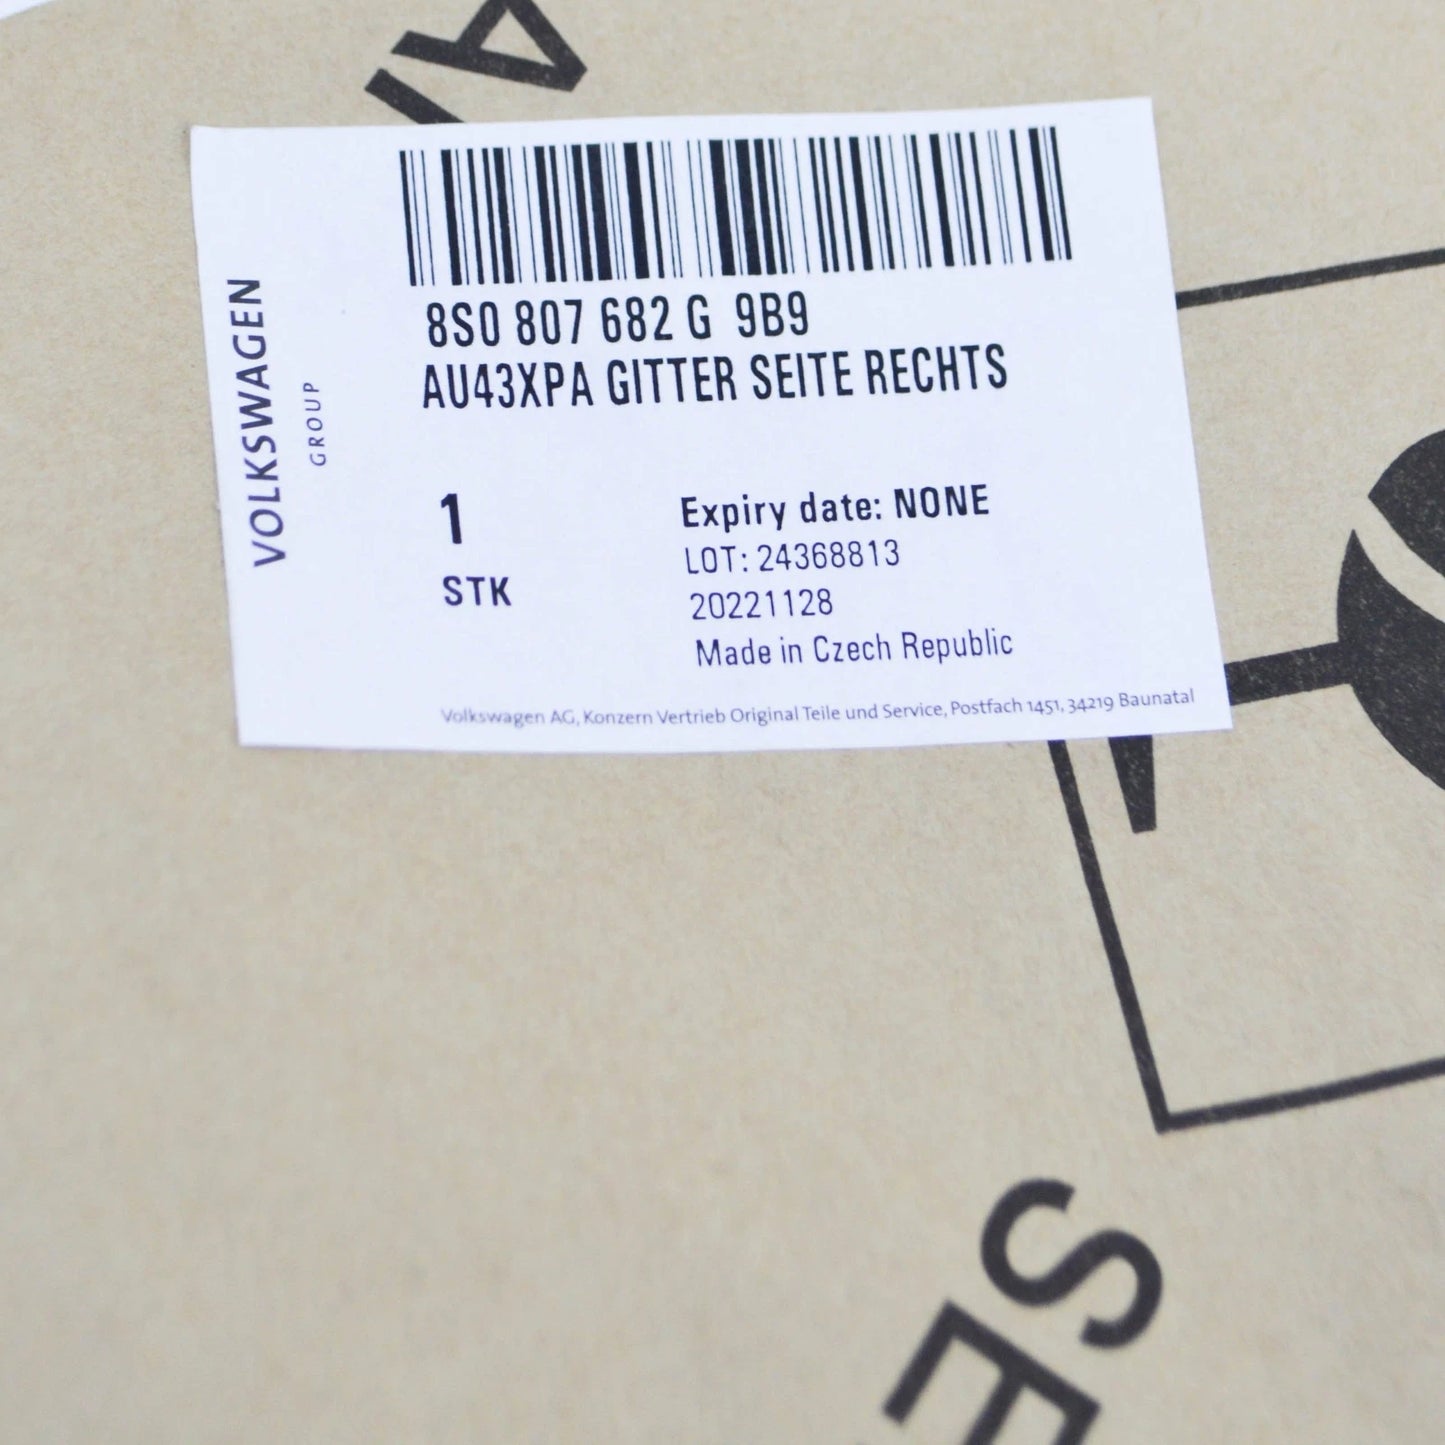 VOLKSWAGEN
GROUP
8S0 807 682 G 9B9
AU43XPA GITTER SEITE RECHTS
1
STK
Expiry date: NONE
LOT: 24368813
20221128
Made in Czech Republic
Volkswagen AG, Konzern Vertrieb Original Teile und Service, Postfach 1451, 34219 Baunatal
SE